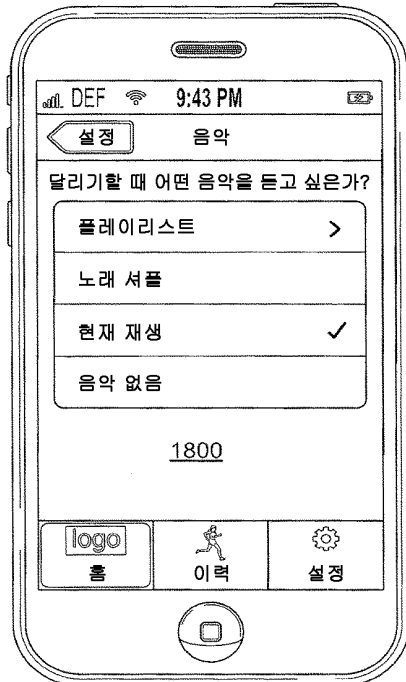 DEF 9:43 PM
설정 음악
달리기할 때 어떤 음악을 듣고 싶은가?
플레이리스트 >
노래 셔플
현재 재생 ✓
음악 없음
1800
logo
홈 이력 설정